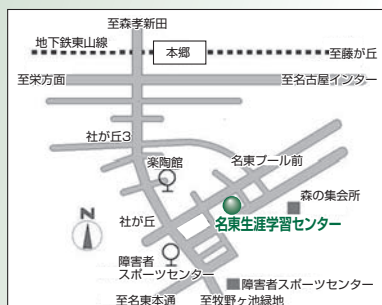 至森孝新田
地下鉄東山線
本郷
至藤が丘
至栄方面
至名古屋インター
社が丘3
楽陶館
名東プール前
森の集会所
N
社が丘
名東生涯学習センター
障害者
スポーツセンター
障害者スポーツセンター
至名東本通
至牧野ヶ池緑地